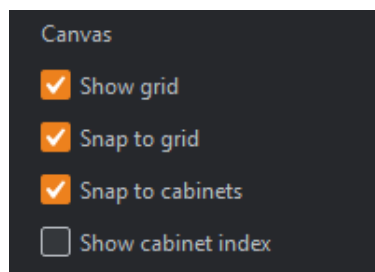 Canvas
Show grid
Snap to grid
Snap to cabinets
Show cabinet index